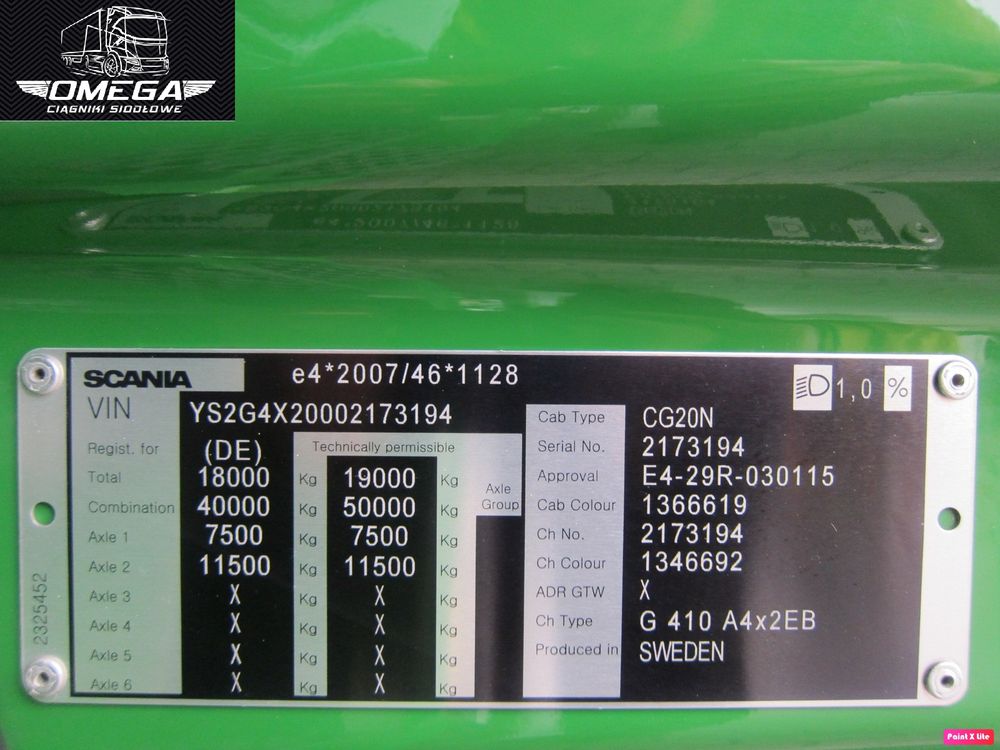 OMEGA
CIĄGNIKI SIODŁOWE
SCANIA e4*2007/46*1128 1,0 %
VIN YS2G4X20002173194
Regist. for (DE) Technically permissible
Total 18000 Kg 19000 Kg
Combination 40000 Kg 50000 Kg
Axle Group
Axle 1 7500 Kg 7500 Kg
Axle 2 11500 Kg 11500 Kg
Axle 3 X Kg X Kg
Axle 4 X Kg X Kg
Axle 5 X Kg X Kg
Axle 6 X Kg X Kg
Cab Type CG20N
Serial No. 2173194
Approval E4-29R-030115
Cab Colour 1366619
Ch No. 2173194
Ch Colour 1346692
ADR GTW X
Ch Type G 410 A4x2EB
Produced in SWEDEN
2325452
Paint X Lite